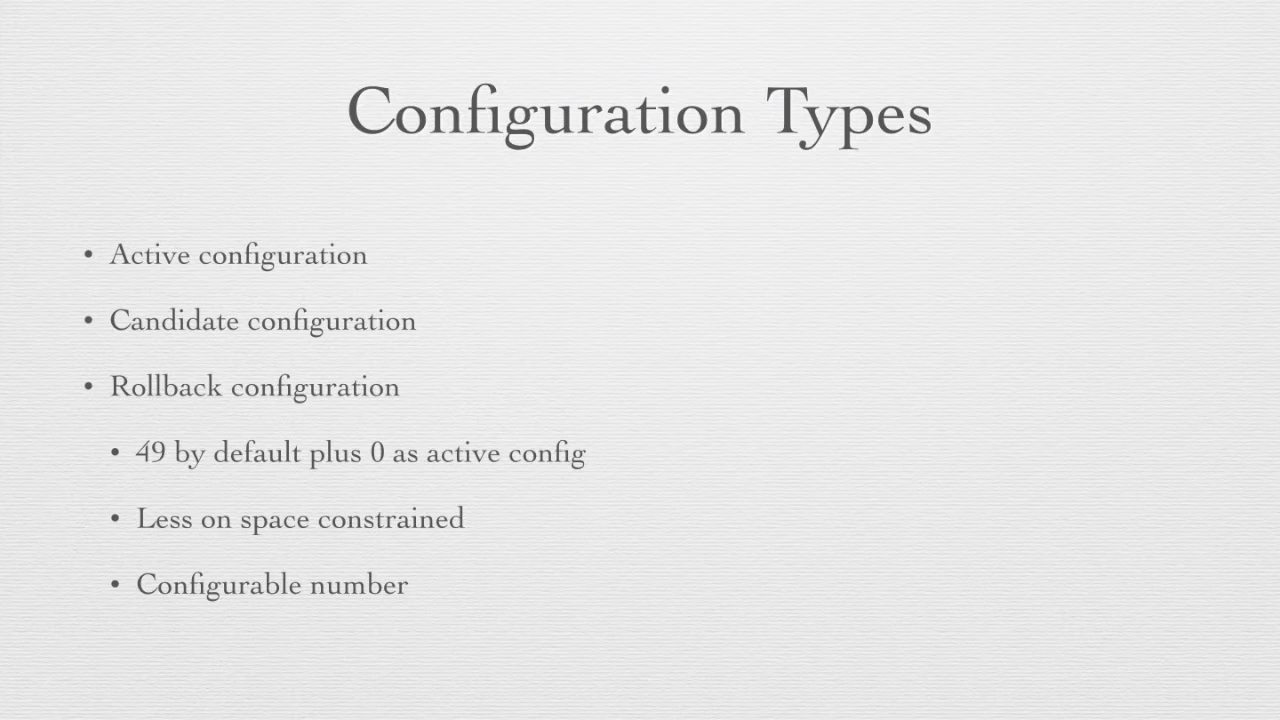 Configuration Types
• Active configuration
• Candidate configuration
• Rollback configuration
• 49 by default plus 0 as active config
• Less on space constrained
• Configurable number